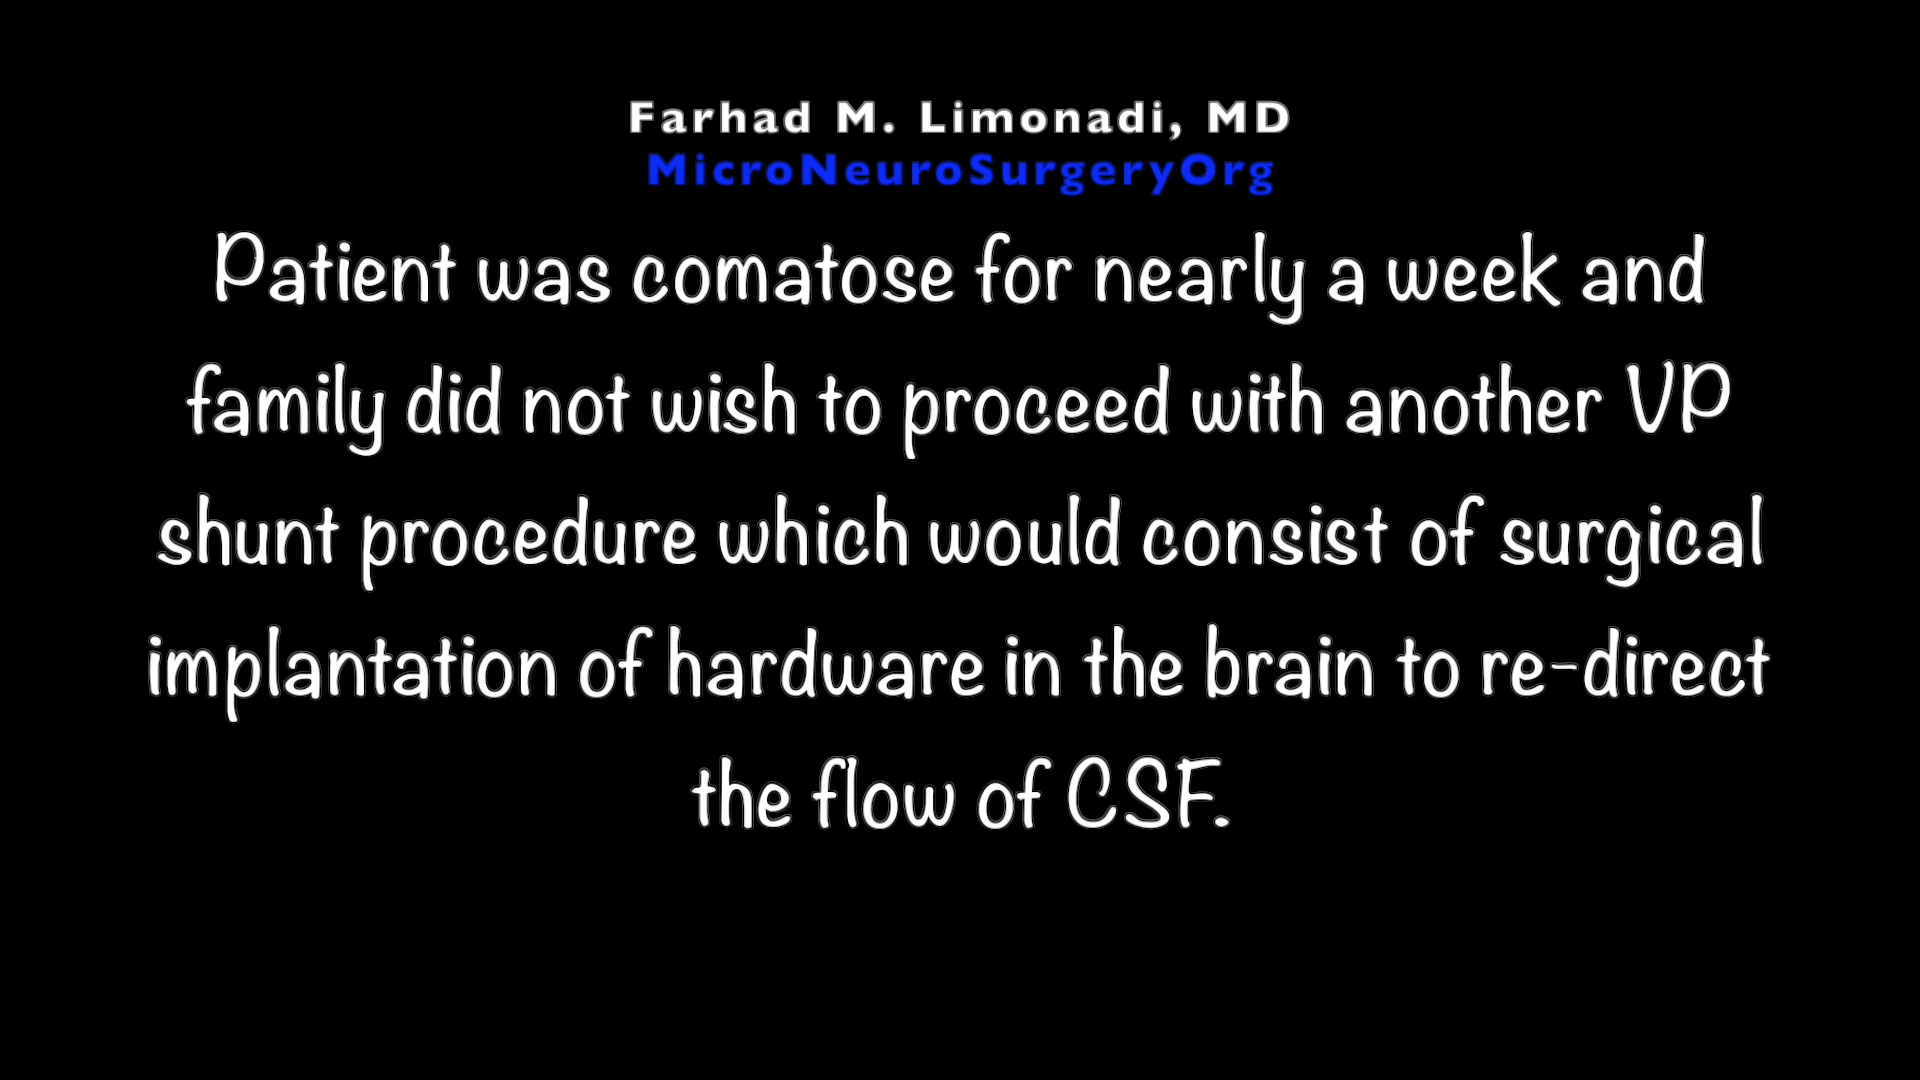 Farhad M. Limonadi, MD
MicroNeuroSurgeryOrg
Patient was comatose for nearly a week and
family did not wish to proceed with another VP
shunt procedure which would consist of surgical
implantation of hardware in the brain to re-direct
the flow of CSF.